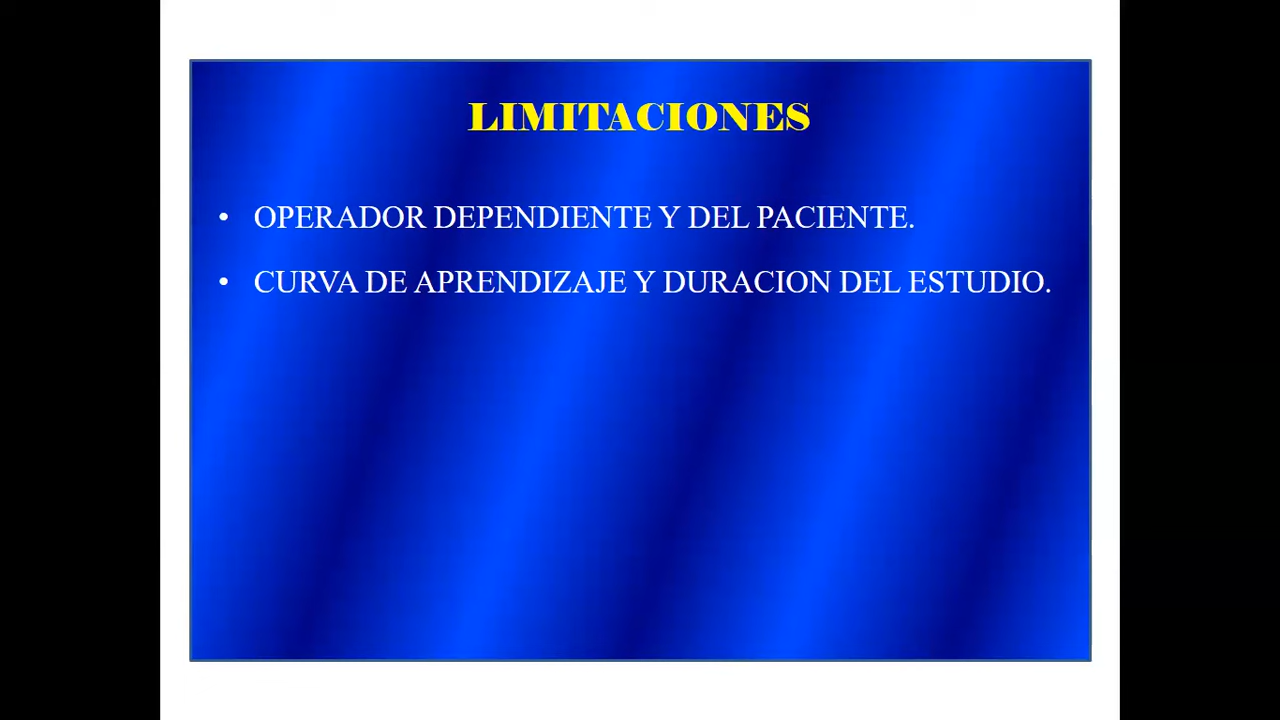 LIMITACIONES
• OPERADOR DEPENDIENTE Y DEL PACIENTE.
• CURVA DE APRENDIZAJE Y DURACION DEL ESTUDIO.